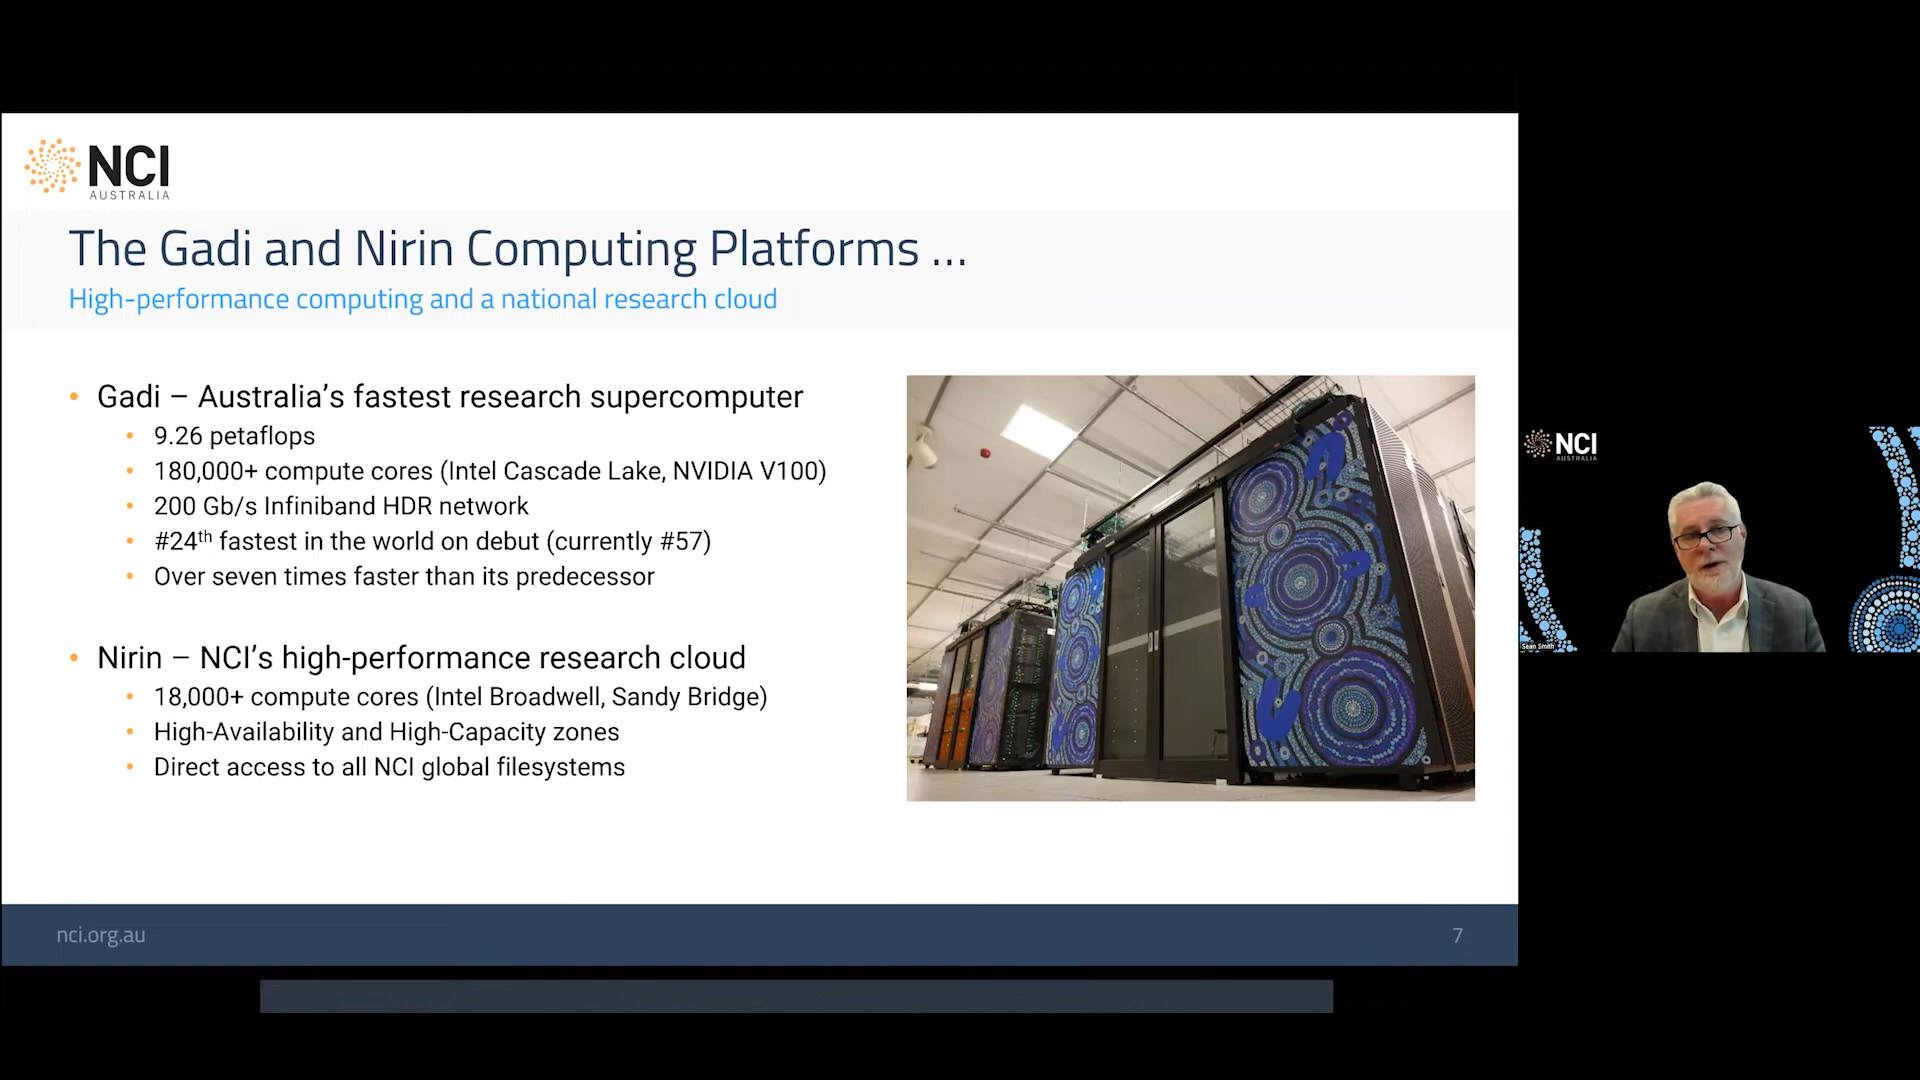 NCI
AUSTRALIA
The Gadi and Nirin Computing Platforms ...
High-performance computing and a national research cloud
• Gadi – Australia’s fastest research supercomputer
• 9.26 petaflops
• 180,000+ compute cores (Intel Cascade Lake, NVIDIA V100)
• 200 Gb/s Infiniband HDR network
• #24th fastest in the world on debut (currently #57)
• Over seven times faster than its predecessor
• Nirin – NCI’s high-performance research cloud
• 18,000+ compute cores (Intel Broadwell, Sandy Bridge)
• High-Availability and High-Capacity zones
• Direct access to all NCI global filesystems
nci.org.au
7
NCI
AUSTRALIA
Sean Smith